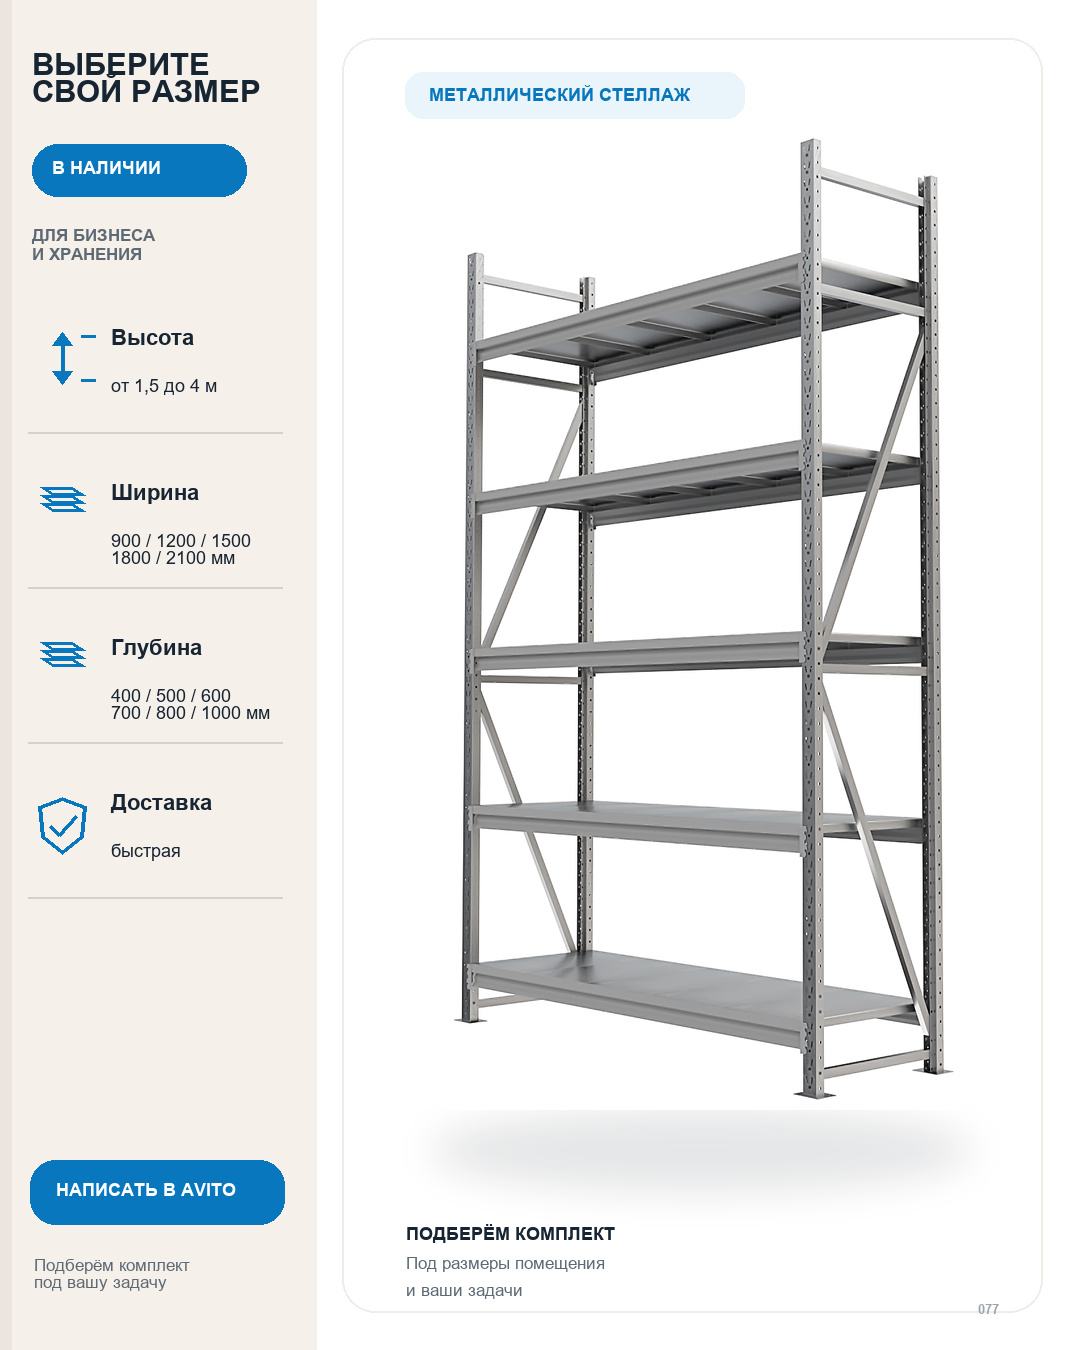 ВЫБЕРИТЕ
СВОЙ РАЗМЕР
В НАЛИЧИИ
ДЛЯ БИЗНЕСА
И ХРАНЕНИЯ
Высота
от 1,5 до 4 м
Ширина
900 / 1200 / 1500
1800 / 2100 мм
Глубина
400 / 500 / 600
700 / 800 / 1000 мм
Доставка
быстрая
НАПИСАТЬ В AVITO
Подберём комплект
под вашу задачу
МЕТАЛЛИЧЕСКИЙ СТЕЛЛАЖ
ПОДБЕРЁМ КОМПЛЕКТ
Под размеры помещения
и ваши задачи
077